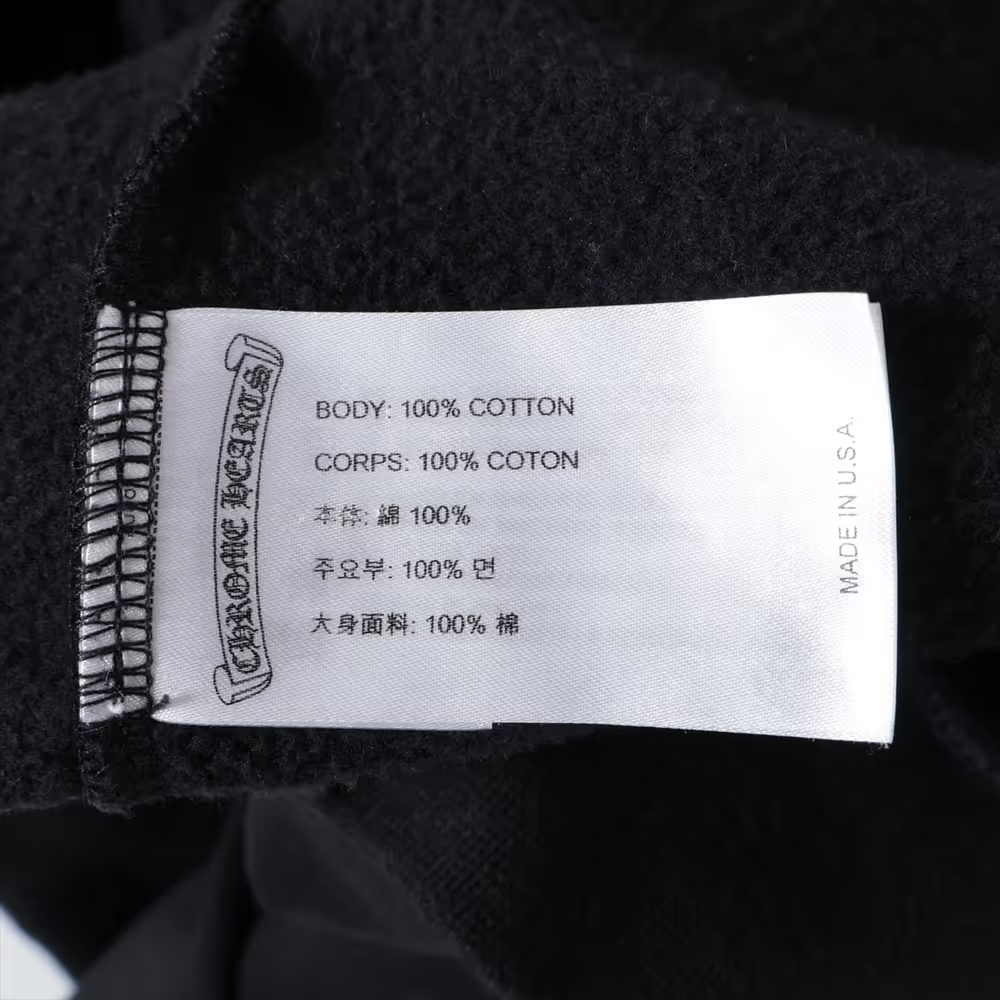 CHROME HEARTS
BODY: 100% COTTON
CORPS: 100% COTON
本体: 綿 100%
주요부: 100% 면
大身面料: 100% 棉
MADE IN U.S.A.